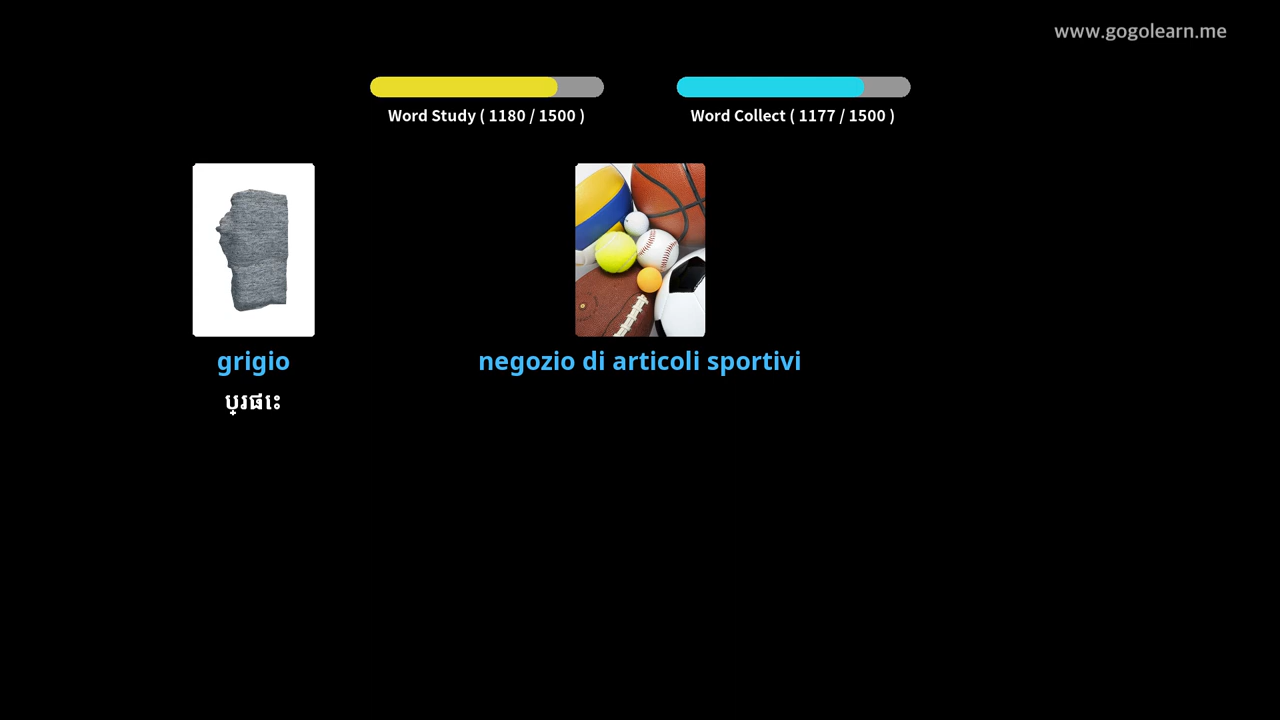 www.gogolearn.me
Word Study ( 1180 / 1500 )
Word Collect ( 1177 / 1500 )
grigio
negozio di articoli sportivi
ប្រផេះ